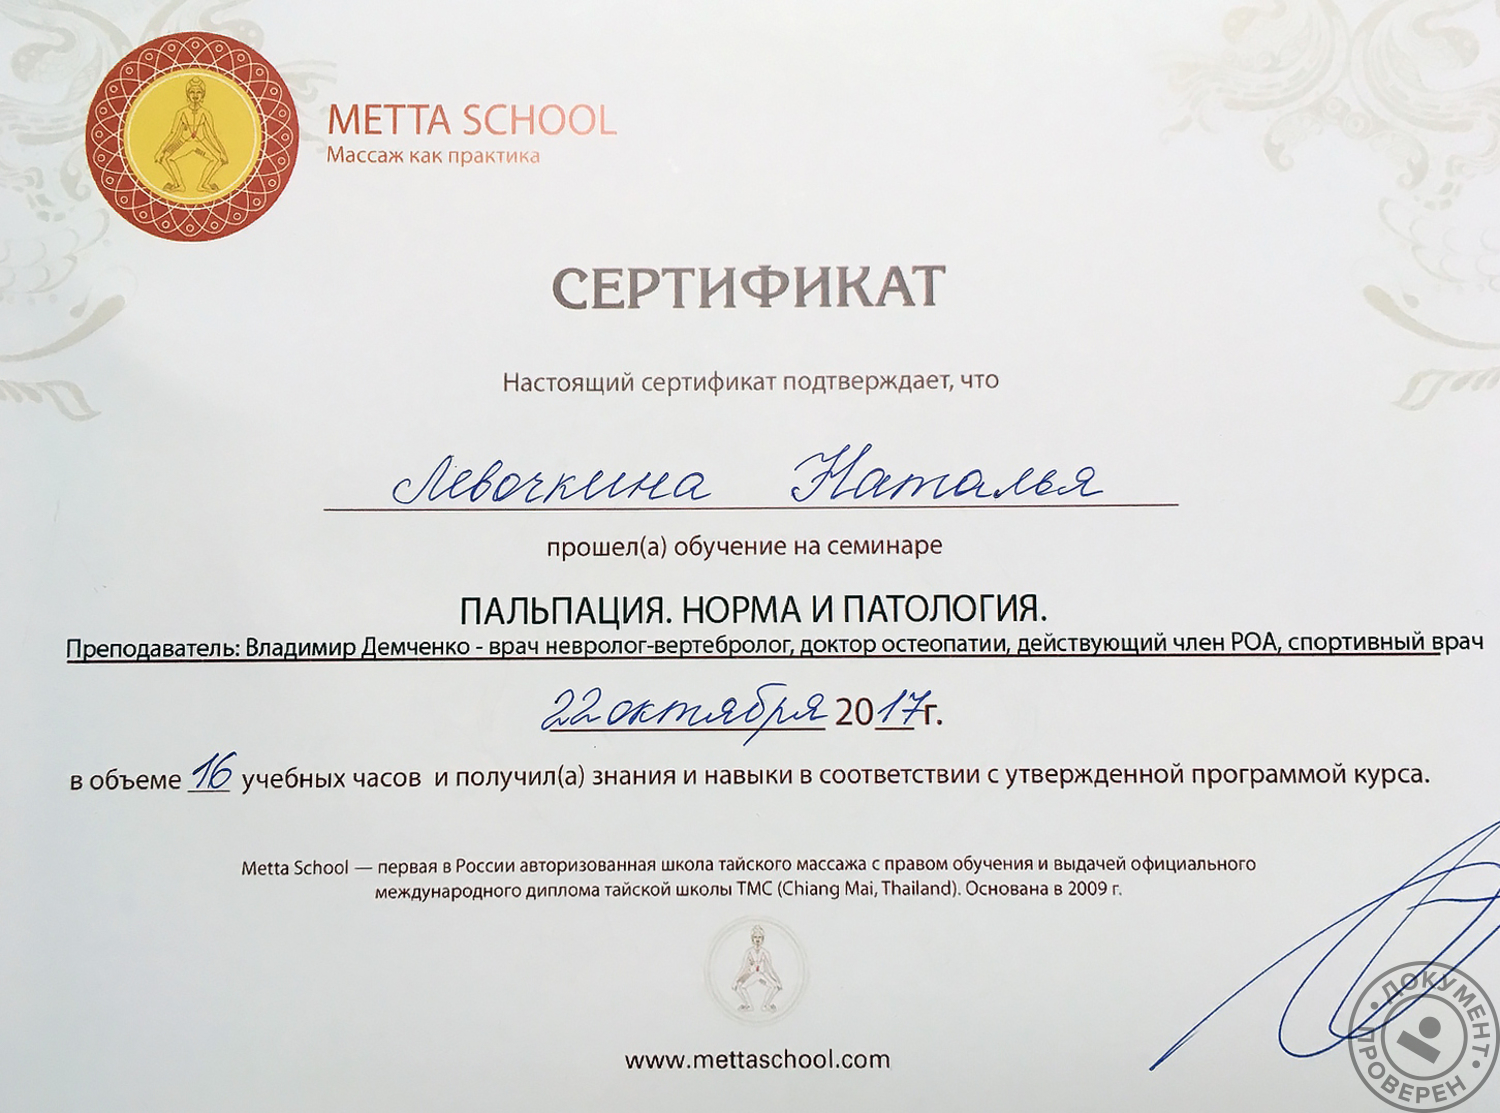 METTA SCHOOL
Массаж как практика
СЕРТИФИКАТ
Настоящий сертификат подтверждает, что
Левочкина Наталья
прошел(а) обучение на семинаре
ПАЛЬПАЦИЯ. НОРМА И ПАТОЛОГИЯ.
Преподаватель: Владимир Демченко - врач невролог-вертебролог, доктор остеопатии, действующий член РОА, спортивный врач
22 октября 2017г.
в объеме 16 учебных часов и получил(а) знания и навыки в соответствии с утвержденной программой курса.
Metta School — первая в России авторизованная школа тайского массажа с правом обучения и выдачей официального
международного диплома тайской школы ТМС (Chiang Mai, Thailand). Основана в 2009 г.
www.mettaschool.com
ДОКУМЕНТ ПРОВЕРЕН